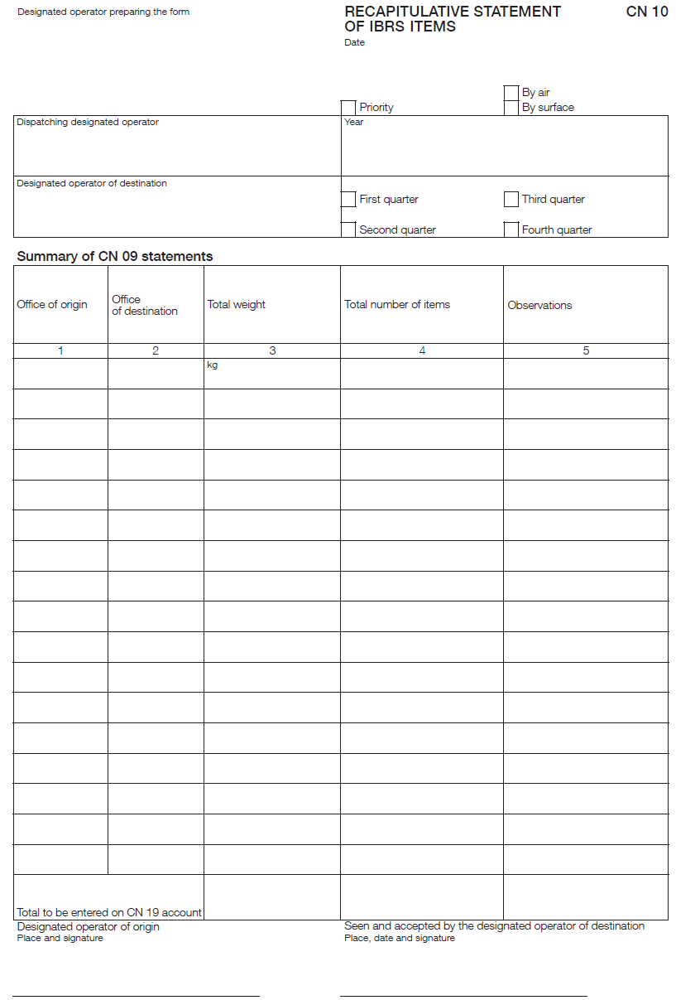 Designated operator preparing the form
RECAPITULATIVE STATEMENT
OF IBRS ITEMS
CN 10
Date
By air
Priority
By surface
Dispatching designated operator
Year
Designated operator of destination
First quarter
Third quarter
Second quarter
Fourth quarter
Summary of CN 09 statements
Office of origin
Office
of destination
Total weight
Total number of items
Observations
1
2
3
4
5
kg
Total to be entered on CN 19 account
Designated operator of origin
Place and signature
Seen and accepted by the designated operator of destination
Place, date and signature